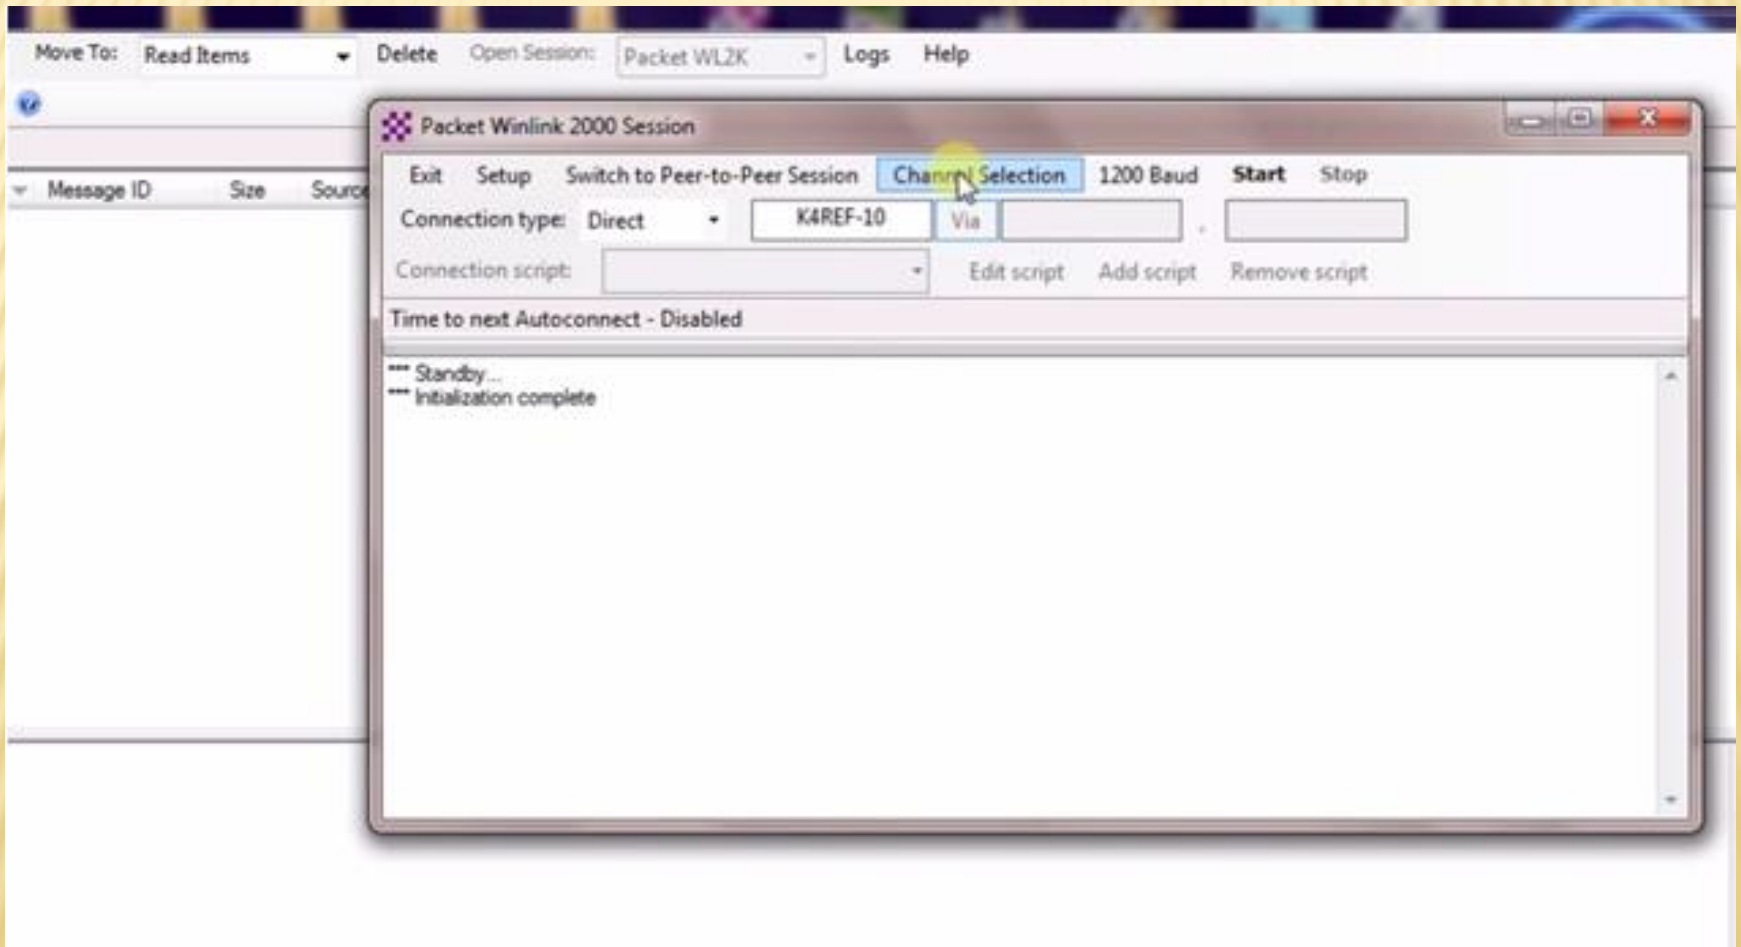 Move To: Read Items Delete Open Session: Packet WL2K Logs Help
Packet Winlink 2000 Session
Message ID Size Source
Exit Setup Switch to Peer-to-Peer Session Channel Selection 1200 Baud Start Stop
Connection type: Direct K4REF-10 Via ,
Connection script: Edit script Add script Remove script
Time to next Autoconnect - Disabled
*** Standby...
*** Initialization complete